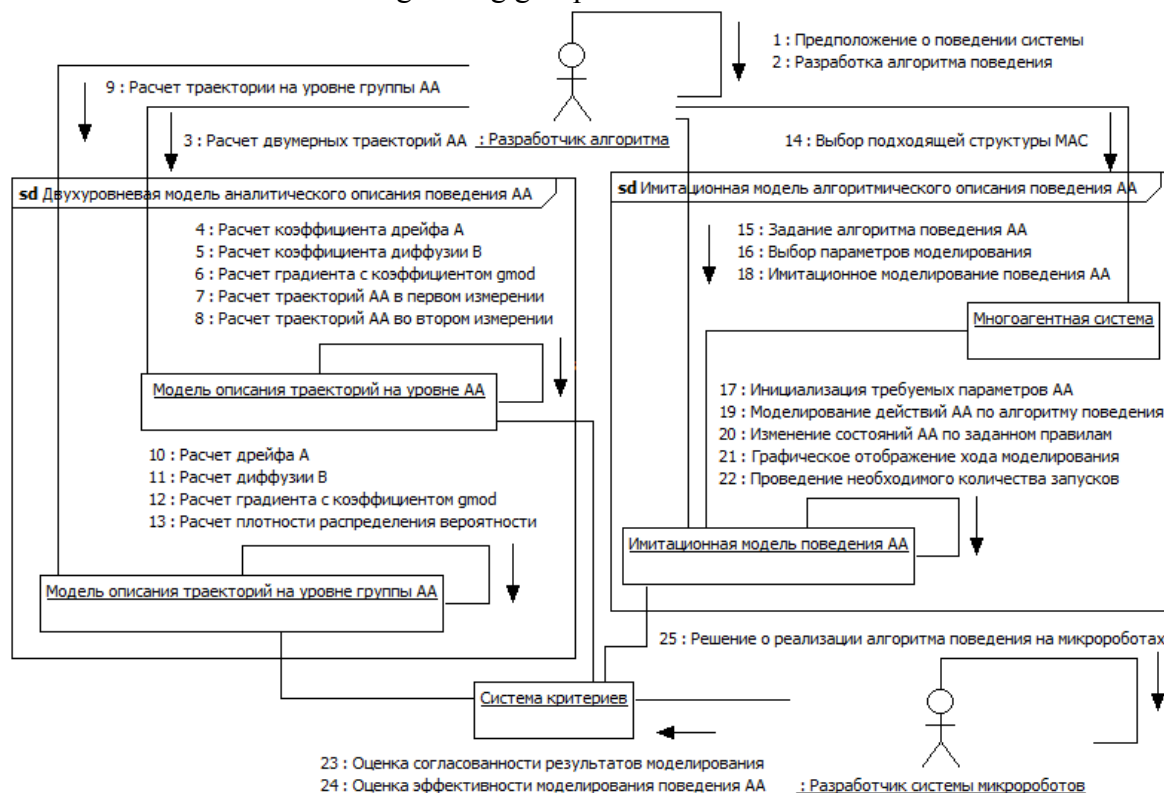 1 : Предположение о поведении системы
2 : Разработка алгоритма поведения
9 : Расчет траектории на уровне группы АА
3 : Расчет двумерных траекторий АА
: Разработчик алгоритма
14 : Выбор подходящей структуры МАС
sd Двухуровневая модель аналитического описания поведения АА
4 : Расчет коэффициента дрейфа А
5 : Расчет коэффициента диффузии В
6 : Расчет градиента с коэффициентом gmod
7 : Расчет траекторий АА в первом измерении
8 : Расчет траекторий АА во втором измерении
Модель описания траекторий на уровне АА
10 : Расчет дрейфа А
11 : Расчет диффузии В
12 : Расчет градиента с коэффициентом gmod
13 : Расчет плотности распределения вероятности
Модель описания траекторий на уровне группы АА
sd Имитационная модель алгоритмического описания поведения АА
15 : Задание алгоритма поведения АА
16 : Выбор параметров моделирования
18 : Имитационное моделирование поведения АА
Многоагентная система
17 : Инициализация требуемых параметров АА
19 : Моделирование действий АА по алгоритму поведения
20 : Изменение состояний АА по заданном правилам
21 : Графическое отображение хода моделирования
22 : Проведение необходимого количества запусков
Имитационная модель поведения АА
25 : Решение о реализации алгоритма поведения на микророботах
Система критериев
23 : Оценка согласованности результатов моделирования
24 : Оценка эффективности моделирования поведения АА
: Разработчик системы микророботов